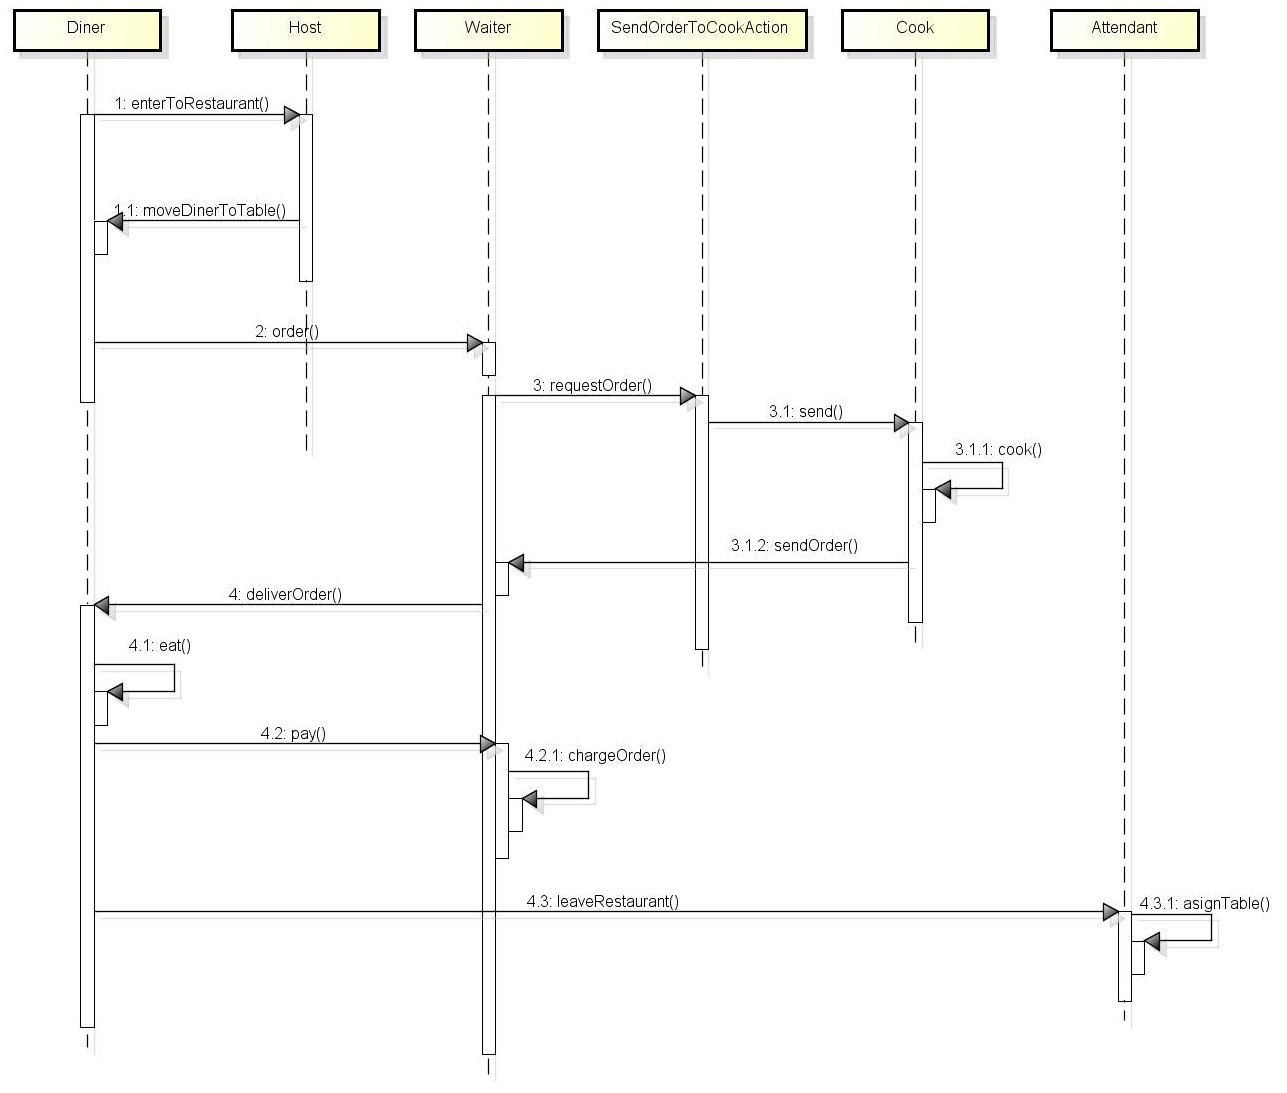 Diner
Host
Waiter
SendOrderToCookAction
Cook
Attendant
1: enterToRestaurant()
1.1: moveDinerToTable()
2: order()
3: requestOrder()
3.1: send()
3.1.1: cook()
3.1.2: sendOrder()
4: deliverOrder()
4.1: eat()
4.2: pay()
4.2.1: chargeOrder()
4.3: leaveRestaurant()
4.3.1: asignTable()